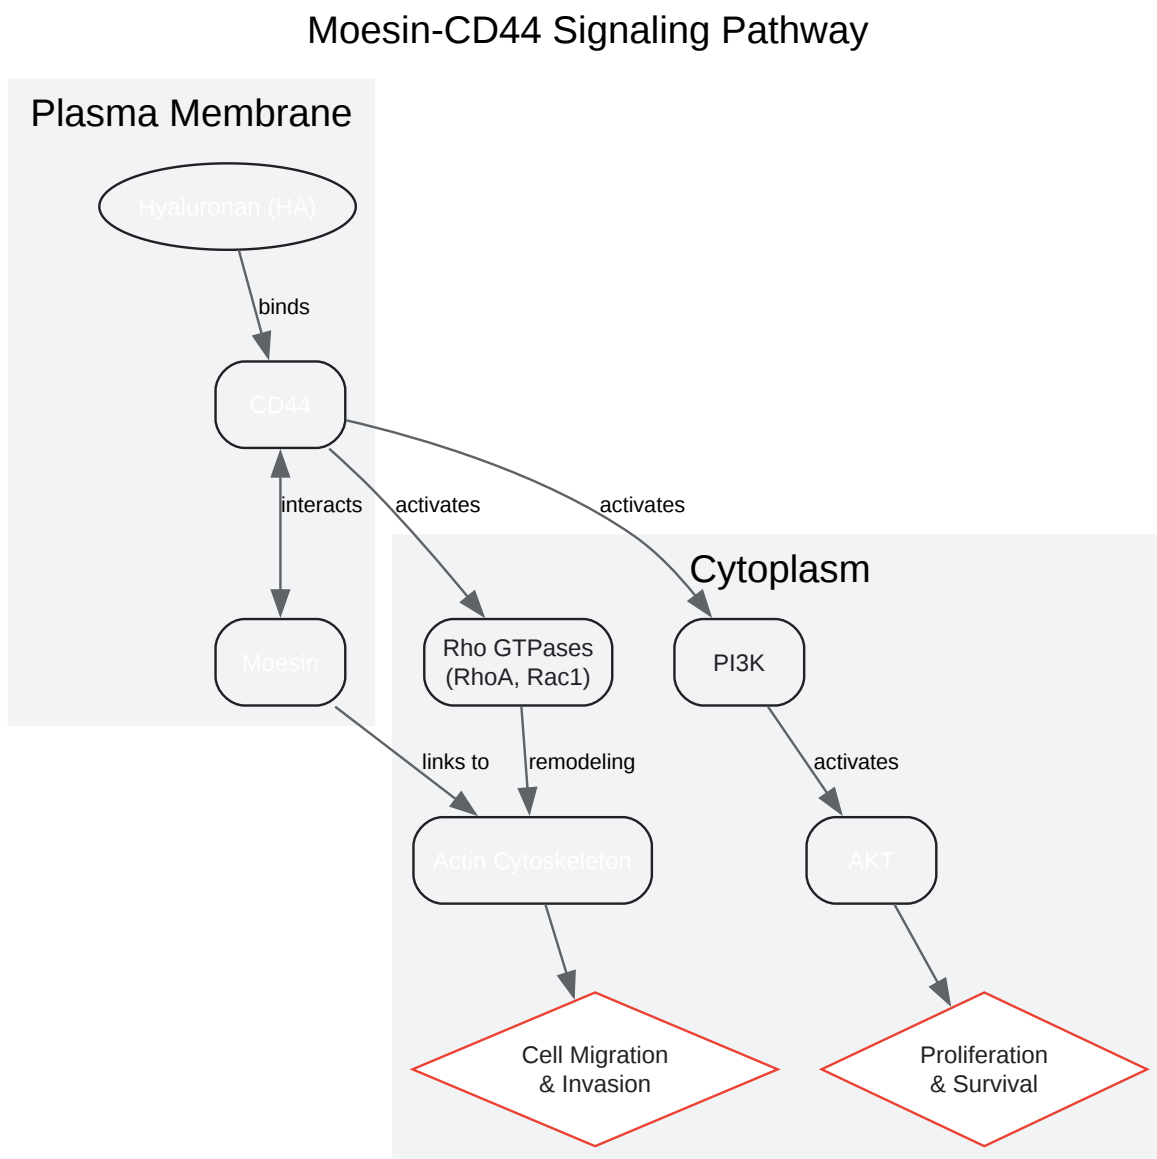 Moesin-CD44 Signaling Pathway
Plasma Membrane
Hyaluronan (HA)
binds
CD44
interacts
activates
activates
Cytoplasm
Moesin
Rho GTPases
(RhoA, Rac1)
PI3K
links to
remodeling
activates
Actin Cytoskeleton
AKT
Cell Migration
& Invasion
Proliferation
& Survival